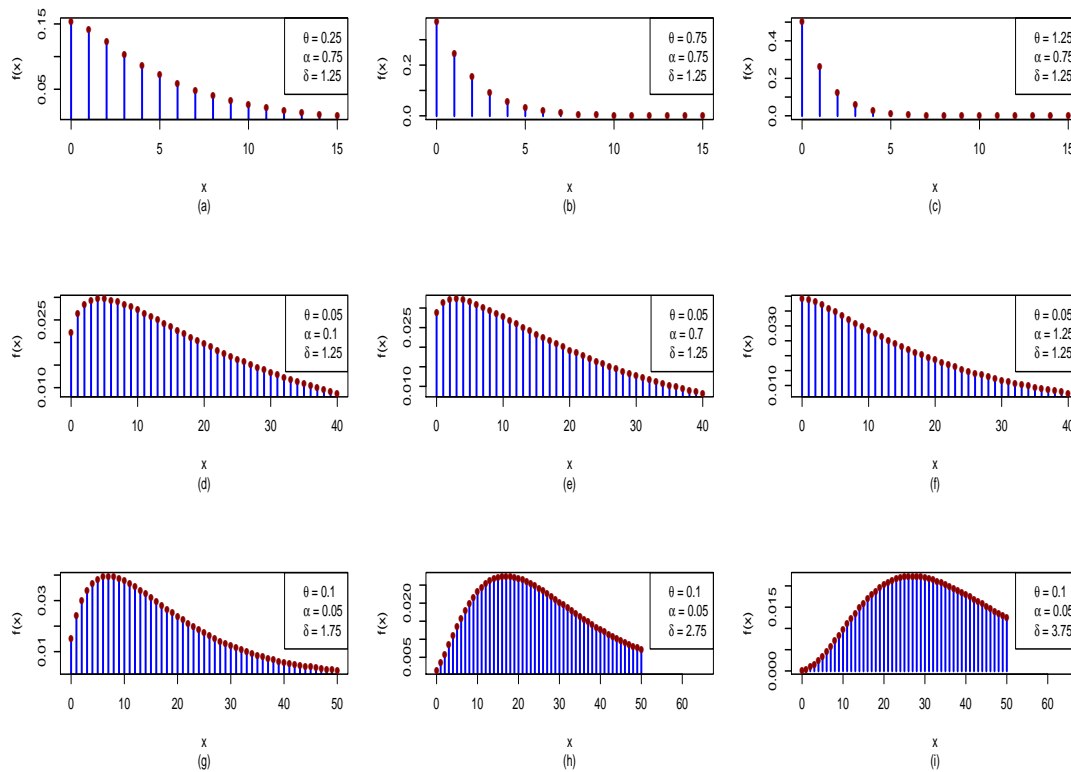 f(x)
0.05
0.15
θ = 0.25
α = 0.75
δ = 1.25
0 5 10 15
x
(a)
f(x)
0.0
0.2
θ = 0.75
α = 0.75
δ = 1.25
0 5 10 15
x
(b)
f(x)
0.0
0.2
0.4
θ = 1.25
α = 0.75
δ = 1.25
0 5 10 15
x
(c)
f(x)
0.010
0.025
θ = 0.05
α = 0.1
δ = 1.25
0 10 20 30 40
x
(d)
f(x)
0.010
0.025
θ = 0.05
α = 0.7
δ = 1.25
0 10 20 30 40
x
(e)
f(x)
0.010
0.030
θ = 0.05
α = 1.25
δ = 1.25
0 10 20 30 40
x
(f)
f(x)
0.01
0.03
θ = 0.1
α = 0.05
δ = 1.75
0 10 20 30 40 50
x
(g)
f(x)
0.005
0.020
θ = 0.1
α = 0.05
δ = 2.75
0 10 20 30 40 50 60
x
(h)
f(x)
0.000
0.015
θ = 0.1
α = 0.05
δ = 3.75
0 10 20 30 40 50 60
x
(i)